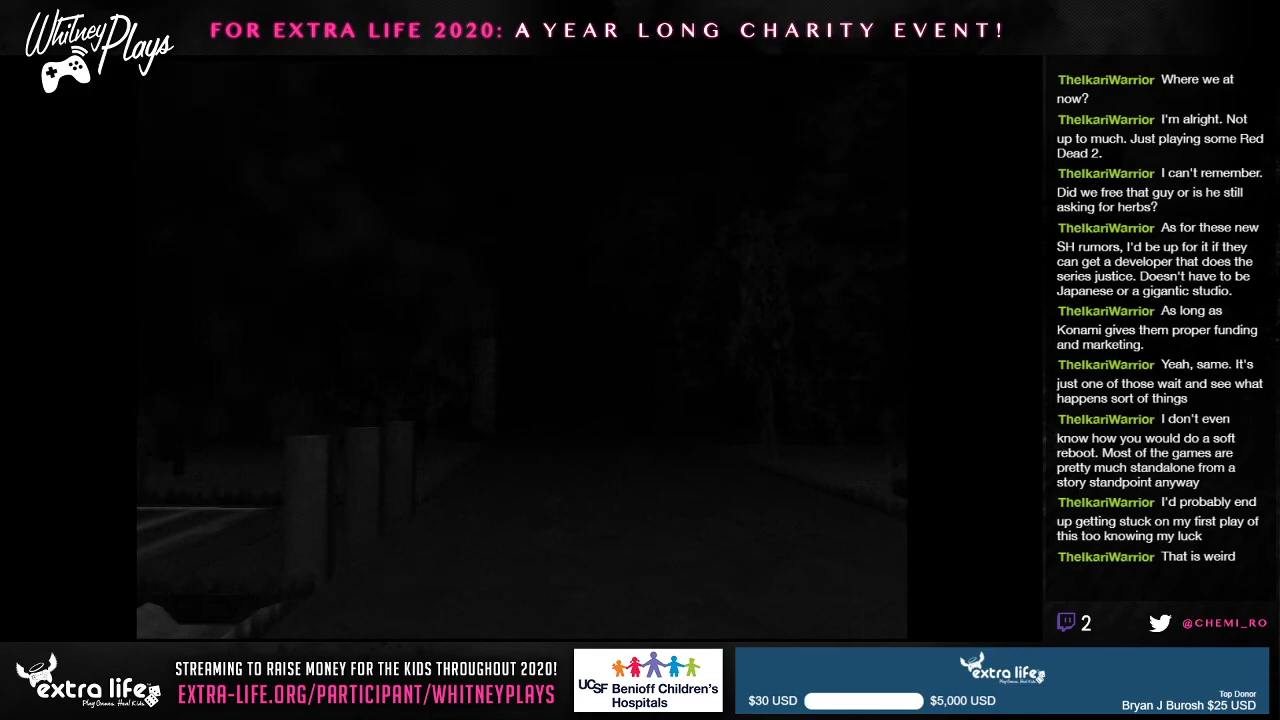 Whitney Plays
FOR EXTRA LIFE 2020: A YEAR LONG CHARITY EVENT!
TheIkariWarrior Where we at
now?
TheIkariWarrior I'm alright. Not
up to much. Just playing some Red
Dead 2.
TheIkariWarrior I can't remember.
Did we free that guy or is he still
asking for herbs?
TheIkariWarrior As for these new
SH rumors, I'd be up for it if they
can get a developer that does the
series justice. Doesn't have to be
Japanese or a gigantic studio.
TheIkariWarrior As long as
Konami gives them proper funding
and marketing.
TheIkariWarrior Yeah, same. It's
just one of those wait and see what
happens sort of things
TheIkariWarrior I don't even
know how you would do a soft
reboot. Most of the games are
pretty much standalone from a
story standpoint anyway
TheIkariWarrior I'd probably end
up getting stuck on my first play of
this too knowing my luck
TheIkariWarrior That is weird
2
@CHEMI_RO
extra life
Play Games. Heal Kids.
STREAMING TO RAISE MONEY FOR THE KIDS THROUGHOUT 2020!
EXTRA-LIFE.ORG/PARTICIPANT/WHITNEYPLAYS
UCSF Benioff Children's
Hospitals
extra life
Play Games. Heal Kids.
$30 USD
$5,000 USD
Top Donor
Bryan J Burosh $25 USD